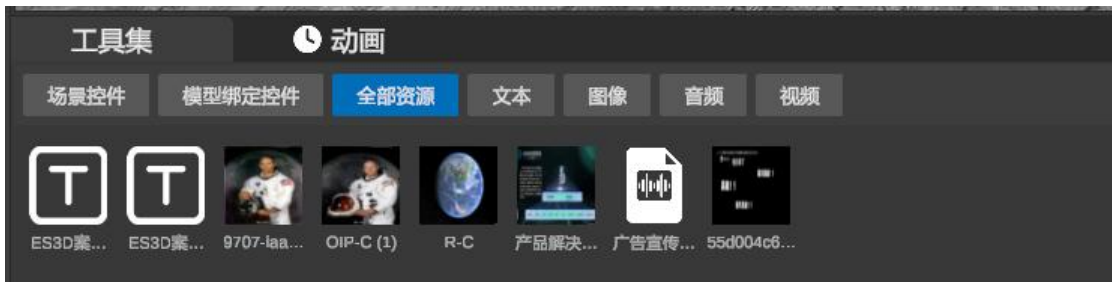 工具集 动画
场景控件 模型绑定控件 全部资源 文本 图像 音频 视频
T T
ES3D案... ES3D案... 9707-laa... OIP-C (1) R-C 产品解决... 广告宣传... 55d004c6...